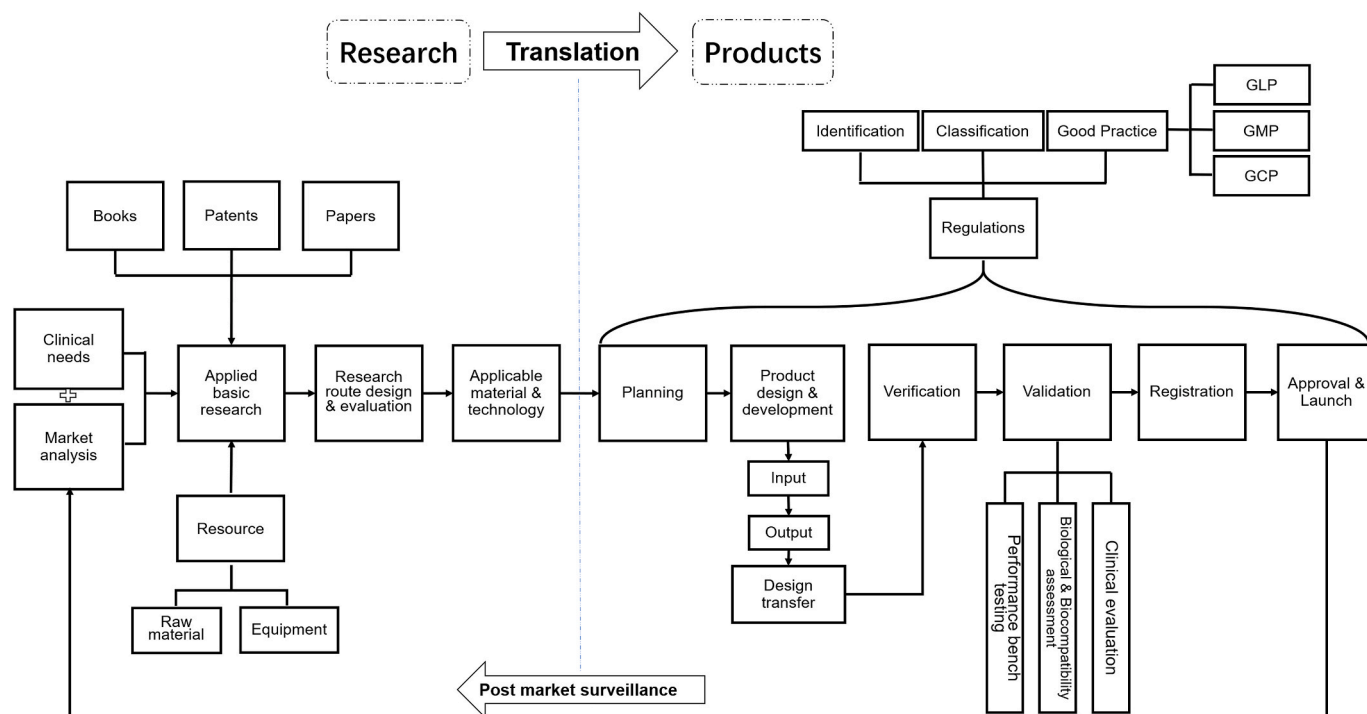 Research
Translation
Products
GLP
Identification
Classification
Good Practice
GMP
GCP
Books
Patents
Papers
Regulations
Clinical
needs
Market
analysis
Applied
basic
research
Research
route design
& evaluation
Applicable
material &
technology
Planning
Product
design &
development
Verification
Validation
Registration
Approval &
Launch
Resource
Raw
material
Equipment
Input
Output
Design
transfer
Performance bench
testing
Biological & Biocompatibility
assessment
Clinical evaluation
Post market surveillance